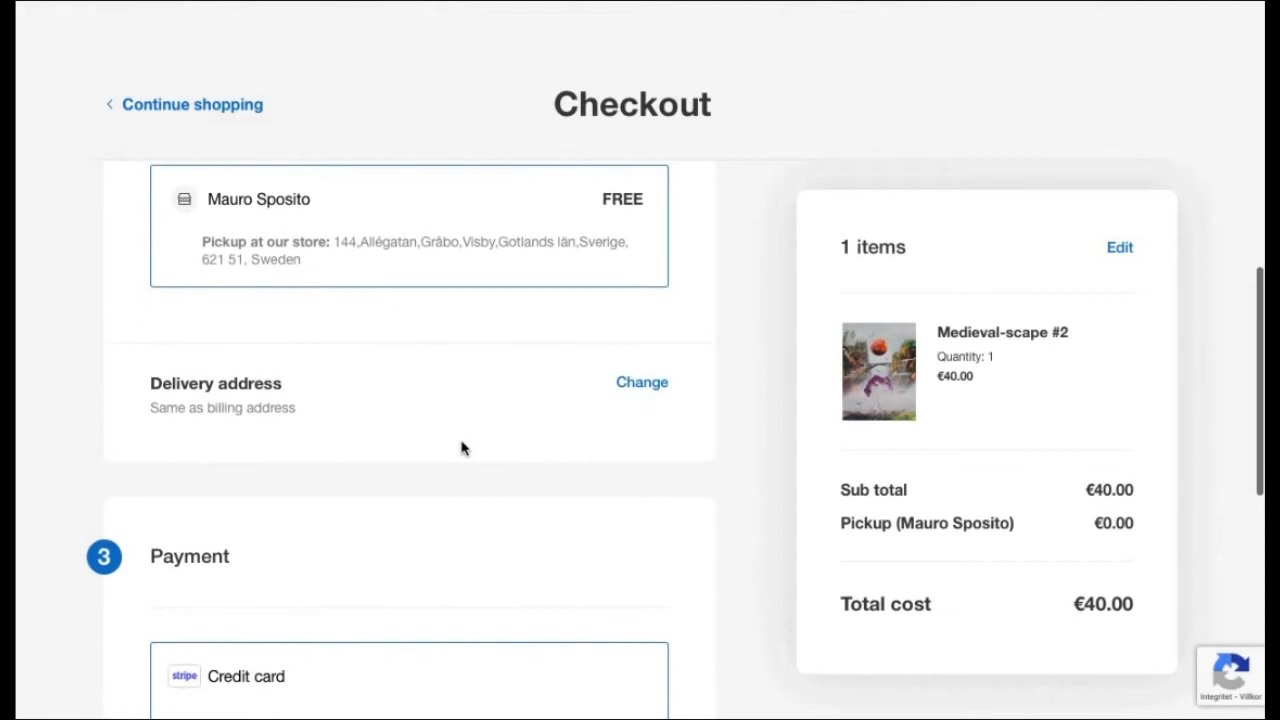 Continue shopping
Checkout
Mauro Sposito
FREE
Pickup at our store: 144,Allégatan,Gråbo,Visby,Gotlands län,Sverige,
621 51, Sweden
Delivery address
Change
Same as billing address
3
Payment
stripe
Credit card
1 items
Edit
Medieval-scape #2
Quantity: 1
€40.00
Sub total
€40.00
Pickup (Mauro Sposito)
€0.00
Total cost
€40.00
Integritet - Villkor